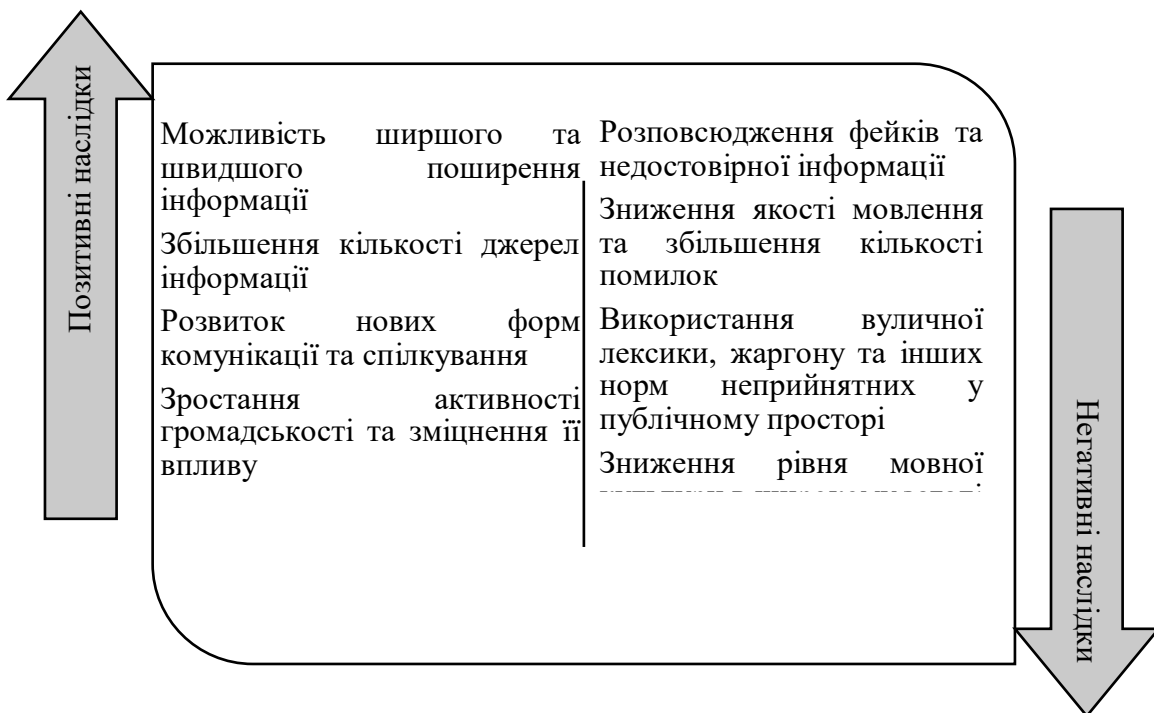 Позитивні наслідки
Можливість ширшого та
швидшого поширення
інформації
Збільшення кількості джерел
інформації
Розвиток нових форм
комунікації та спілкування
Зростання активності
громадськості та зміцнення її
впливу
Розповсюдження фейків та
недостовірної інформації
Зниження якості мовлення
та збільшення кількості
помилок
Використання вуличної
лексики, жаргону та інших
норм неприйнятних у
публічному просторі
Зниження рівня мовної
Негативні наслідки